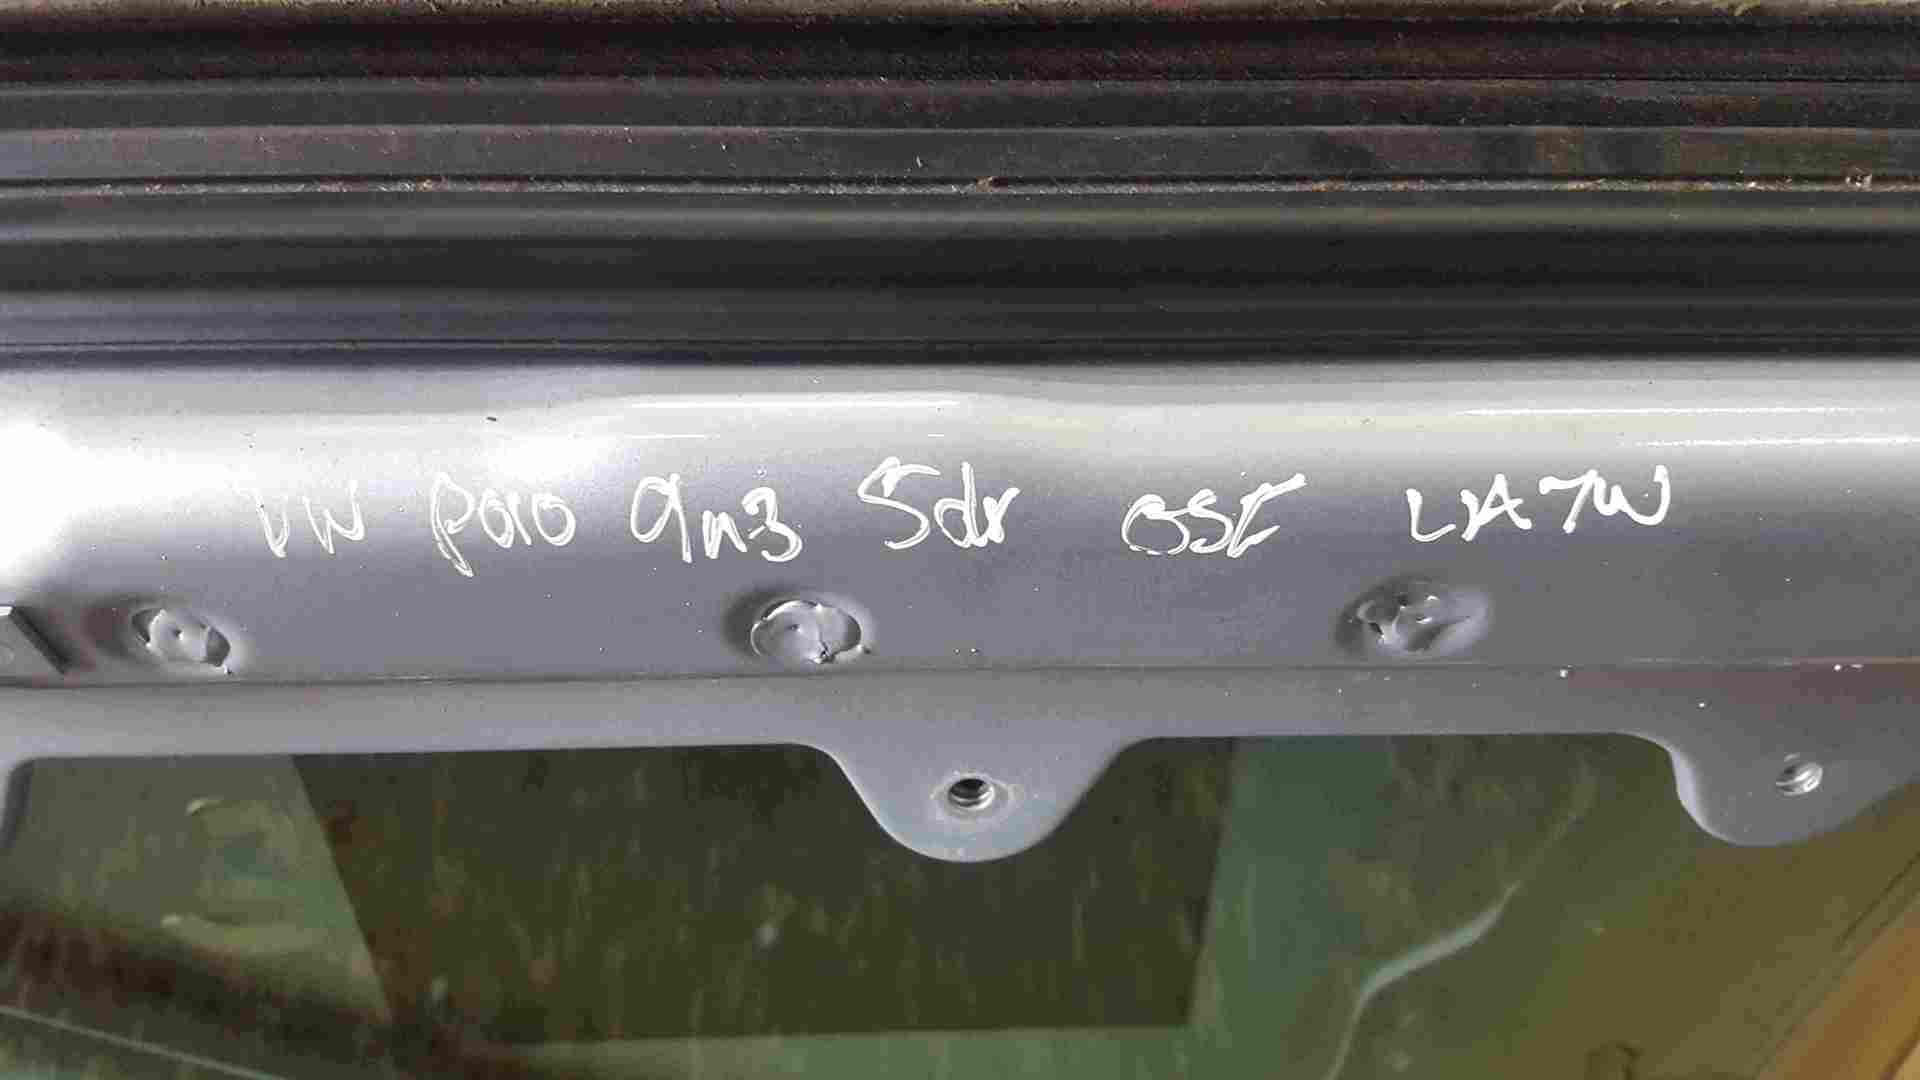 VW polo 9n3 5dr OSF LA7W